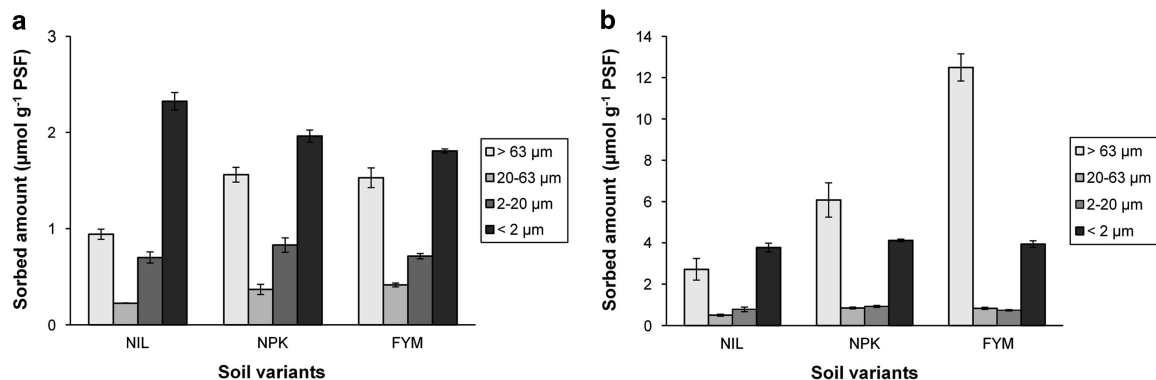 a
Sorbed amount (µmol g⁻¹ PSF)
3
2
1
0
NIL NPK FYM
Soil variants
> 63 µm
20-63 µm
2-20 µm
< 2 µm
b
Sorbed amount (µmol g⁻¹ PSF)
14
12
10
8
6
4
2
0
NIL NPK FYM
Soil variants
> 63 µm
20-63 µm
2-20 µm
< 2 µm